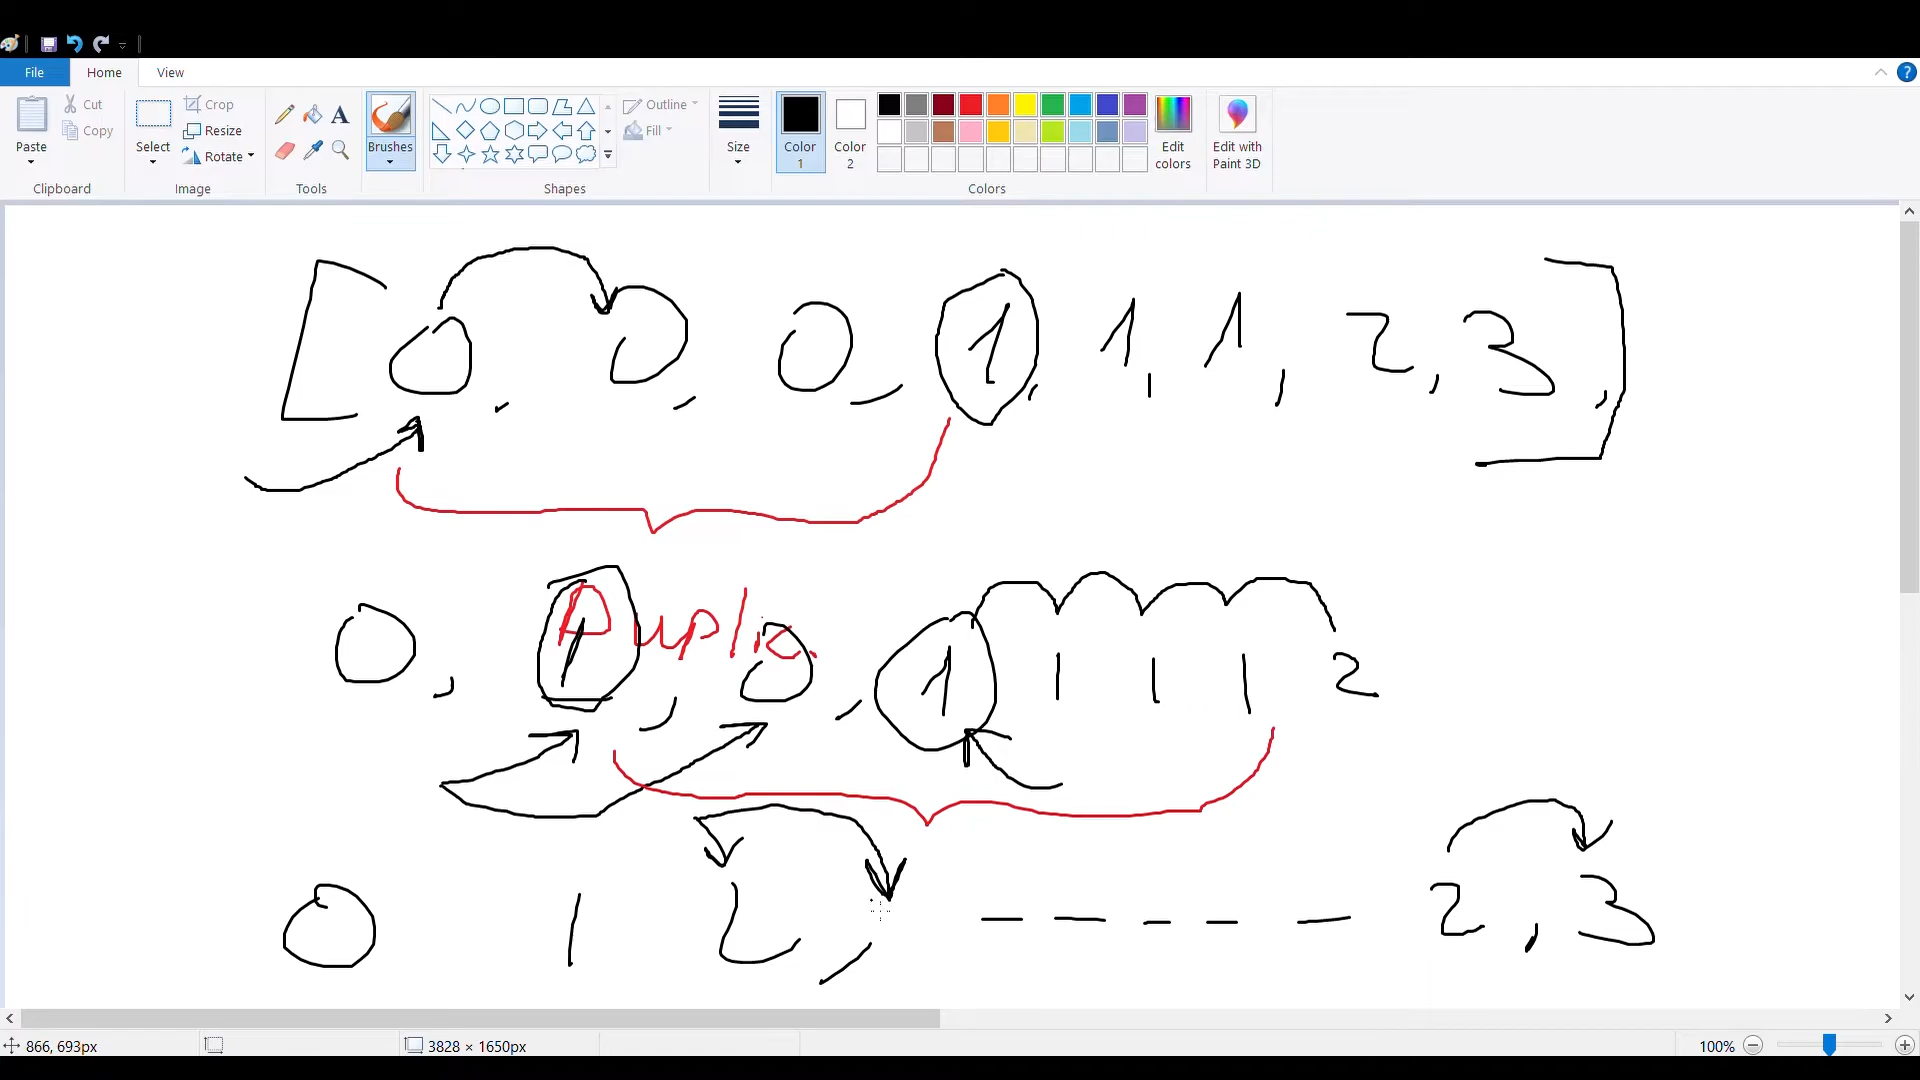 File Home View
Paste Cut Copy Clipboard
Select Crop Resize Rotate Image
Tools
Brushes
Shapes
Outline Fill
Size
Color 1
Color 2
Colors
Edit colors
Edit with Paint 3D
[0, 0, 0, 1, 1, 1, 2, 3,]
Duplic.
0, 1, 0, 1 1 1 1 2
0 1 2, _ _ _ _ _ 2, 3
866, 693px 3828 × 1650px 100%